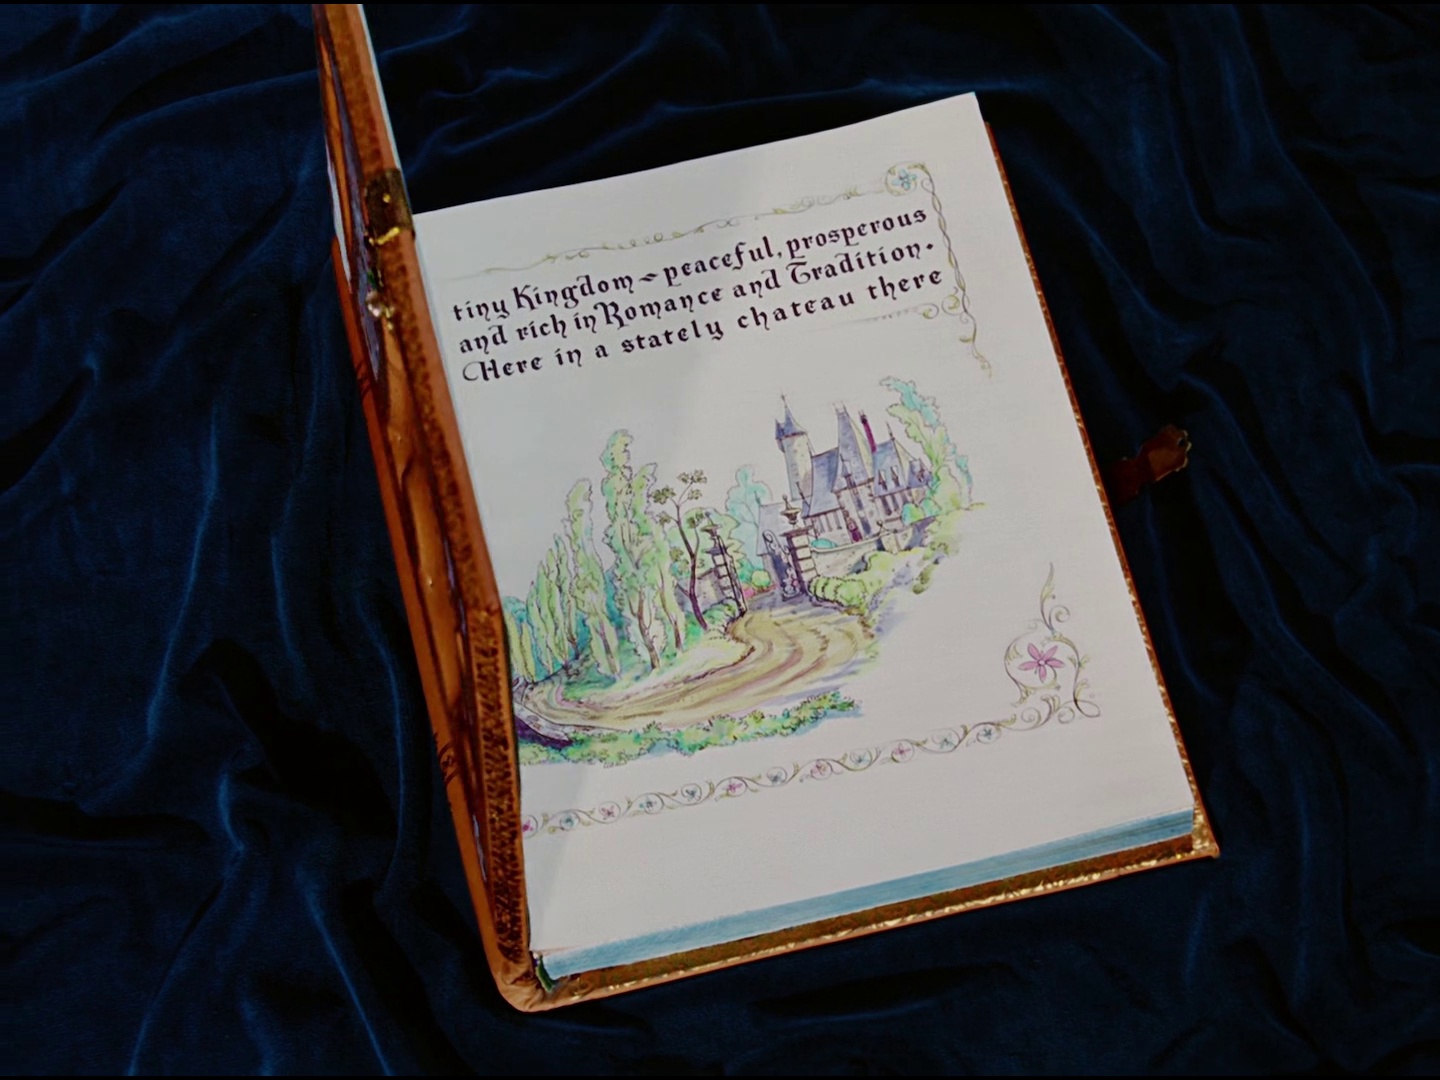 tiny Kingdom ~ peaceful, prosperous
and rich in Romance and Tradition.
Here in a stately chateau there